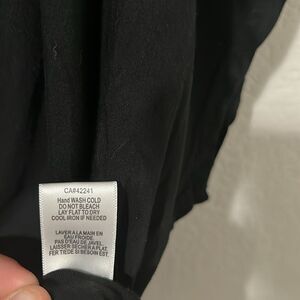 CA#42241
Hand WASH COLD
DO NOT BLEACH
LAY FLAT TO DRY
COOL IRON IF NEEDED
LAVER A LA MAIN EN
EAU FROIDE.
PAS D'EAU DE JAVEL
LAISSER SECHER A PLAT.
FER TIEDE SI BESOIN EST.